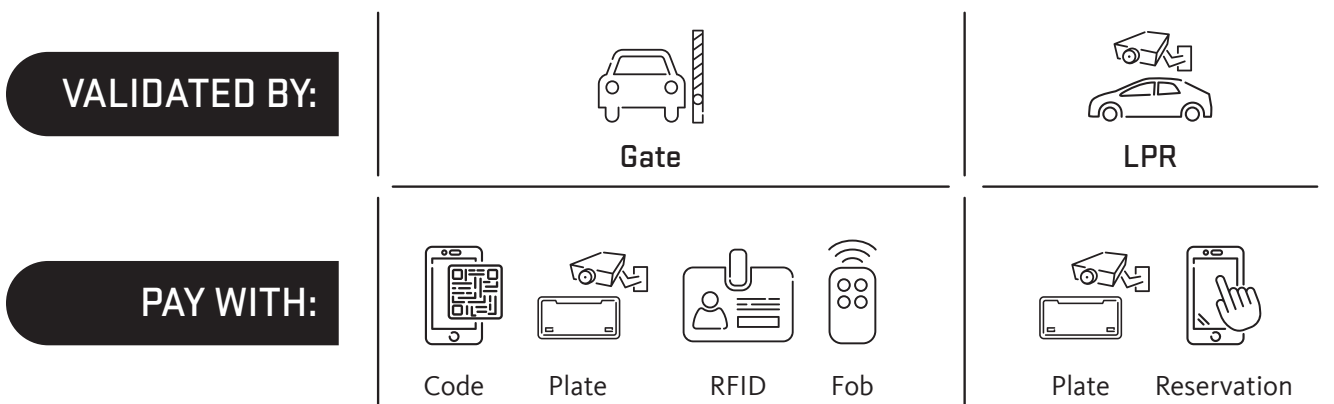 VALIDATED BY:
Gate
LPR
PAY WITH:
Code
Plate
RFID
Fob
Plate
Reservation